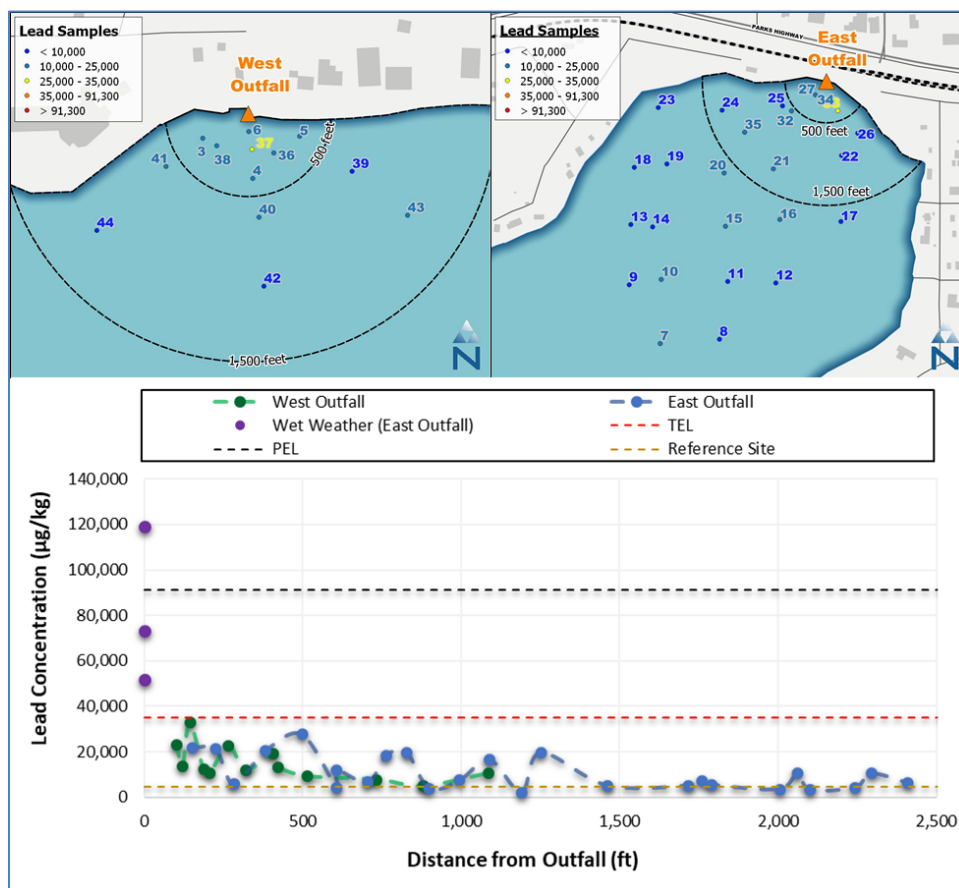 Lead Samples
< 10,000
10,000 - 25,000
25,000 - 35,000
35,000 - 91,300
> 91,300
West
Outfall
6
5
3
38
37
36
41
4
39
500 feet
40
43
44
42
1,500 feet
N
Lead Samples
< 10,000
10,000 - 25,000
25,000 - 35,000
35,000 - 91,300
> 91,300
PARKS HIGHWAY
East
Outfall
23
24
25
27
34
32
35
500 feet
26
18
19
20
21
22
1,500 feet
13
14
15
16
17
9
10
11
12
7
8
N
West Outfall
East Outfall
Wet Weather (East Outfall)
TEL
PEL
Reference Site
140,000
120,000
100,000
80,000
60,000
40,000
20,000
0
Lead Concentration (µg/kg)
0
500
1,000
1,500
2,000
2,500
Distance from Outfall (ft)